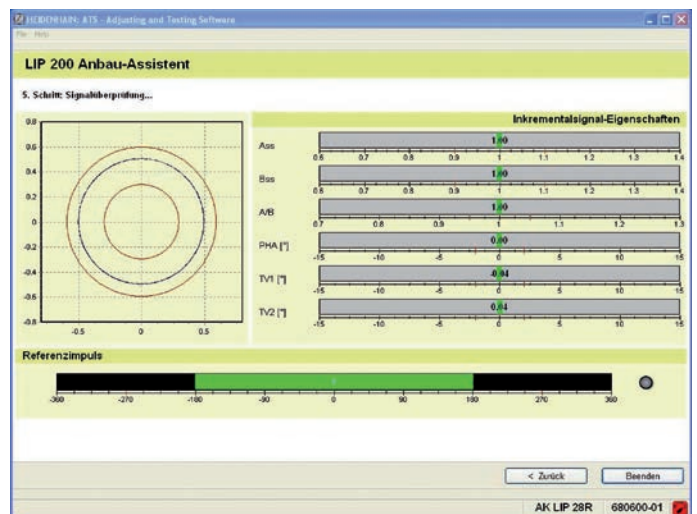 HEIDENHAIN: ATS - Adjusting and Testing Software
File Help
LIP 200 Anbau-Assistent
5. Schritt: Signalüberprüfung...
Inkrementalsignal-Eigenschaften
0.8
0.6
0.4
0.2
0
-0.2
-0.4
-0.6
-0.8
-0.5 0 0.5
Ass 1.00
0.6 0.7 0.8 0.9 1 1.1 1.2 1.3 1.4
Bss 1.00
0.6 0.7 0.8 0.9 1 1.1 1.2 1.3 1.4
A/B 1.00
0.7 0.8 0.9 1 1.1 1.2 1.3
PHA [°] 0.00
-15 -10 -5 0 5 10 15
TV1 [°] -0.04
-15 -10 -5 0 5 10 15
TV2 [°] 0.04
-15 -10 -5 0 5 10 15
Referenzimpuls
-360 -270 -180 -90 0 90 180 270 360
< Zurück Beenden
AK LIP 28R 680600-01